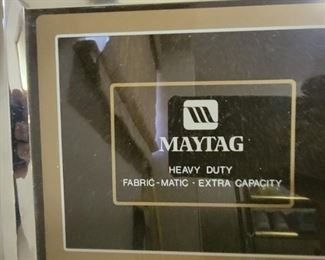 MAYTAG
HEAVY DUTY
FABRIC-MATIC · EXTRA CAPACITY